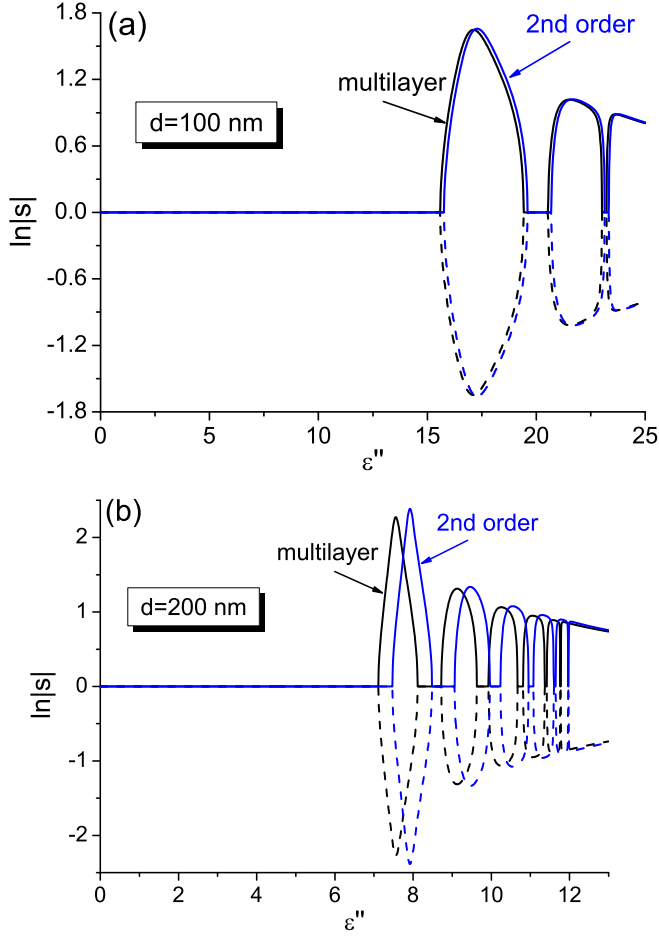 (a)
1.8
1.2
0.6
0.0
-0.6
-1.2
-1.8
ln|s|
d=100 nm
multilayer
2nd order
0 5 10 15 20 25
ε''
(b)
2
1
0
-1
-2
ln|s|
d=200 nm
multilayer
2nd order
0 2 4 6 8 10 12
ε''